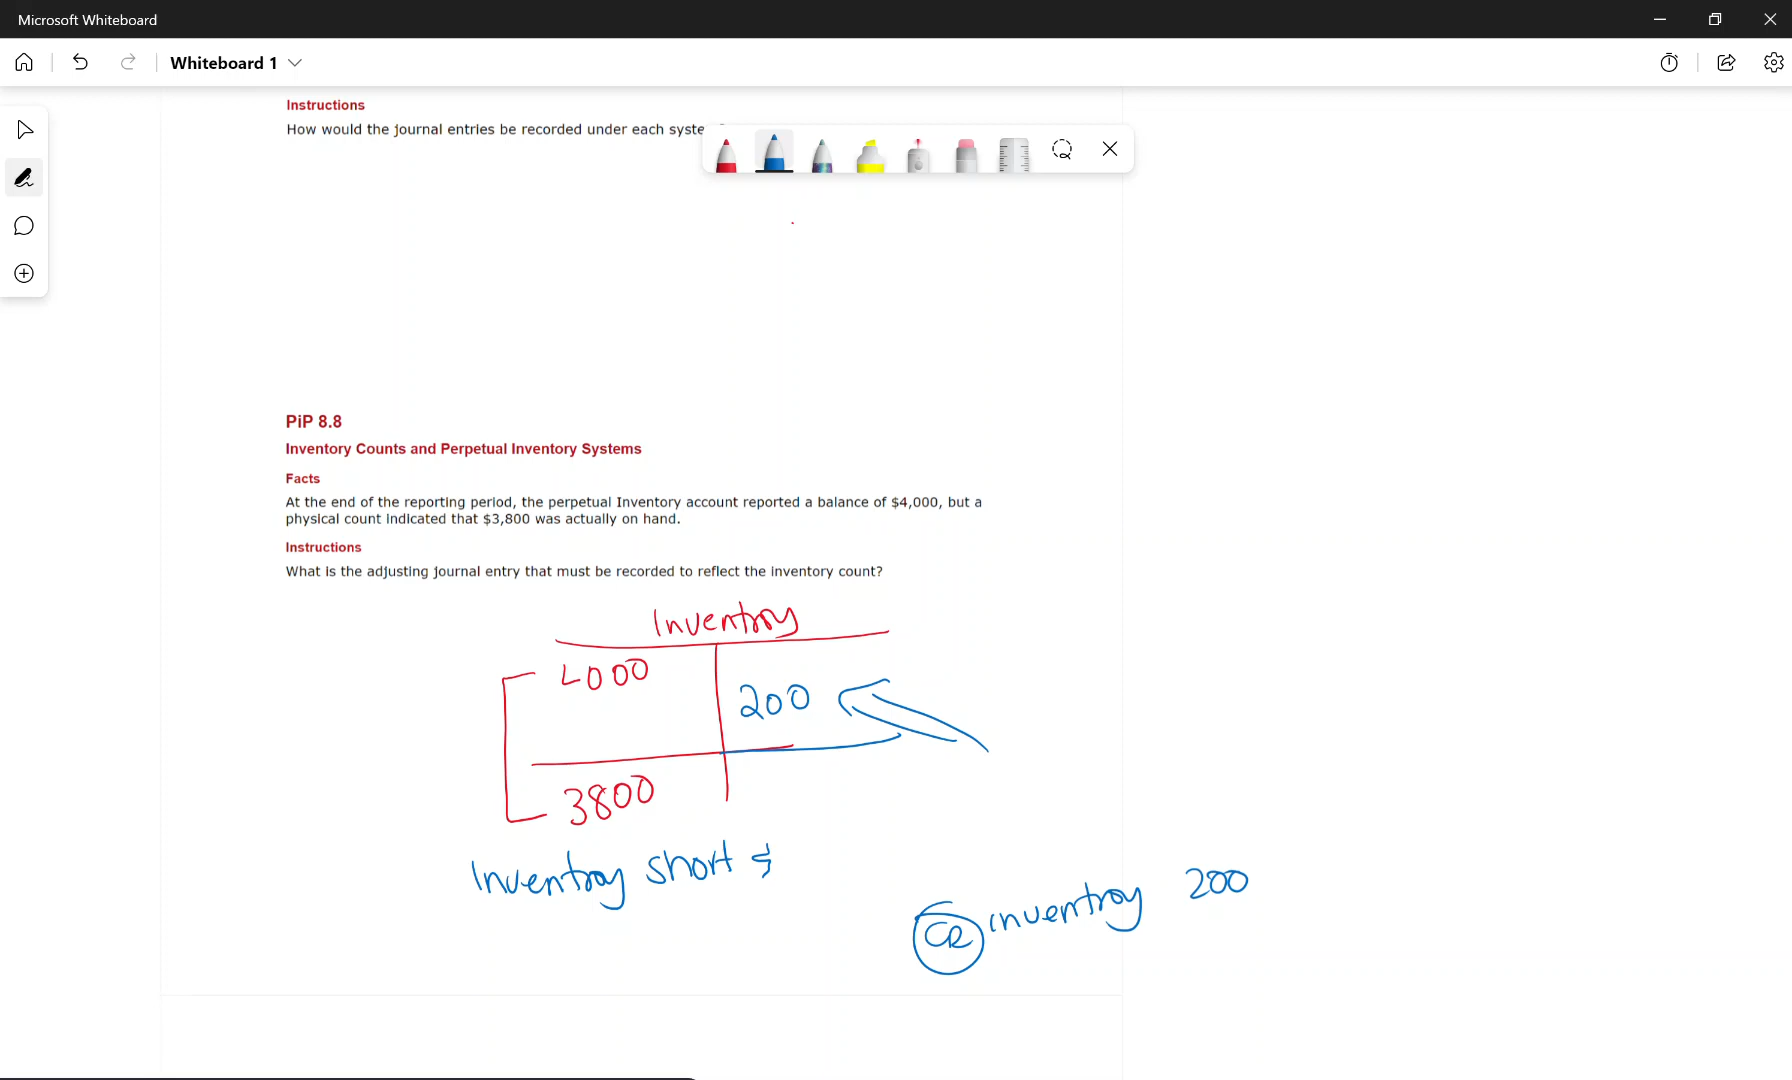 Microsoft Whiteboard
Whiteboard 1
Instructions
How would the journal entries be recorded under each syste
PiP 8.8
Inventory Counts and Perpetual Inventory Systems
Facts
At the end of the reporting period, the perpetual Inventory account reported a balance of $4,000, but a
physical count indicated that $3,800 was actually on hand.
Instructions
What is the adjusting journal entry that must be recorded to reflect the inventory count?
Inventroy
4000
200
3800
Inventroy short
CR inventroy 200